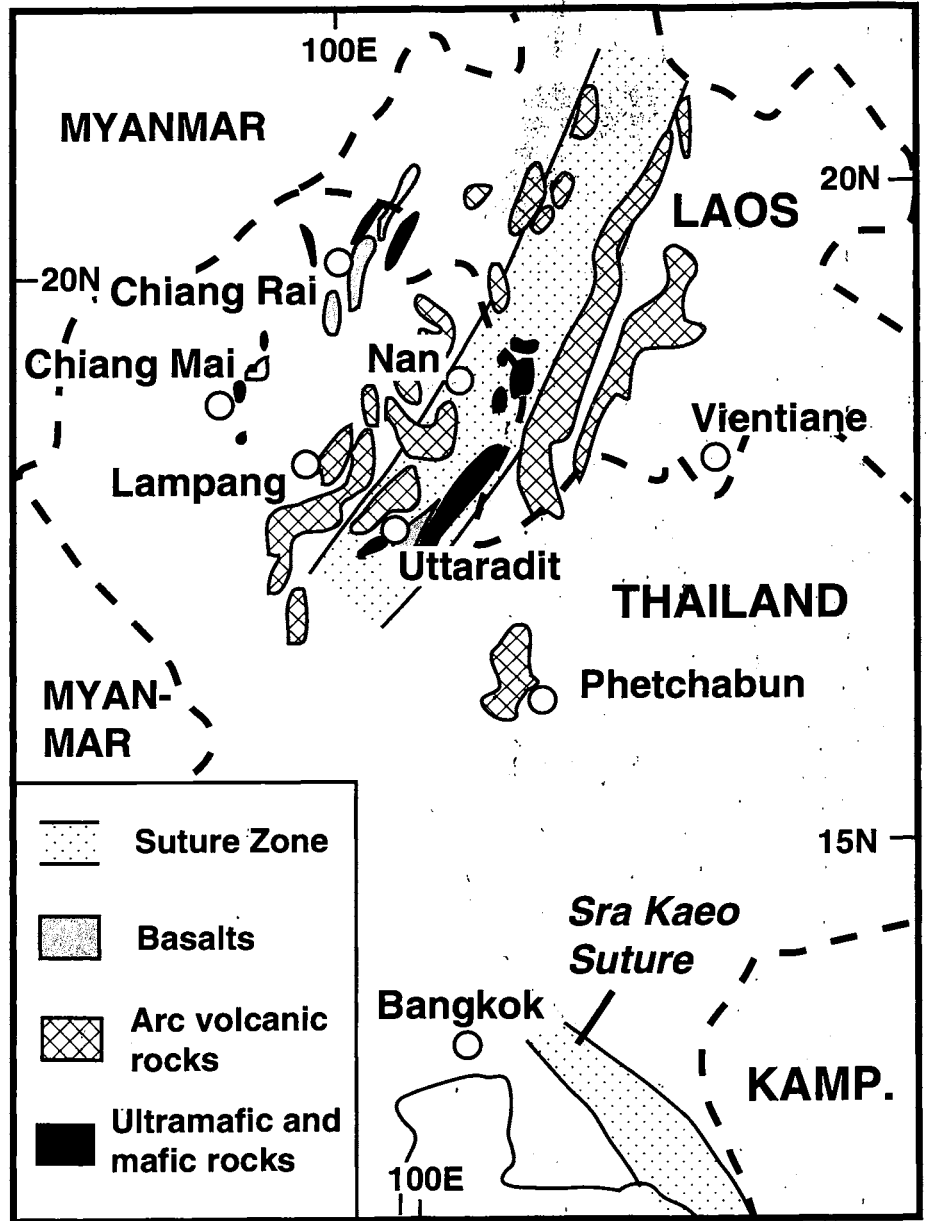 100E
MYANMAR
20N
LAOS
20N
Chiang Rai
Chiang Mai
Nan
Vientiane
Lampang
Uttaradit
THAILAND
Phetchabun
MYAN-
MAR
15N
Suture Zone
Basalts
Arc volcanic
rocks
Ultramafic and
mafic rocks
Sra Kaeo
Suture
Bangkok
KAMP.
100E